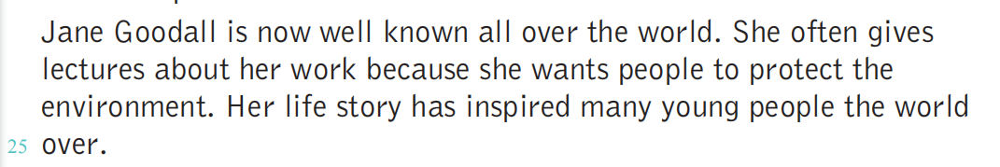 Jane Goodall is now well known all over the world. She often gives
lectures about her work because she wants people to protect the
environment. Her life story has inspired many young people the world
25 over.